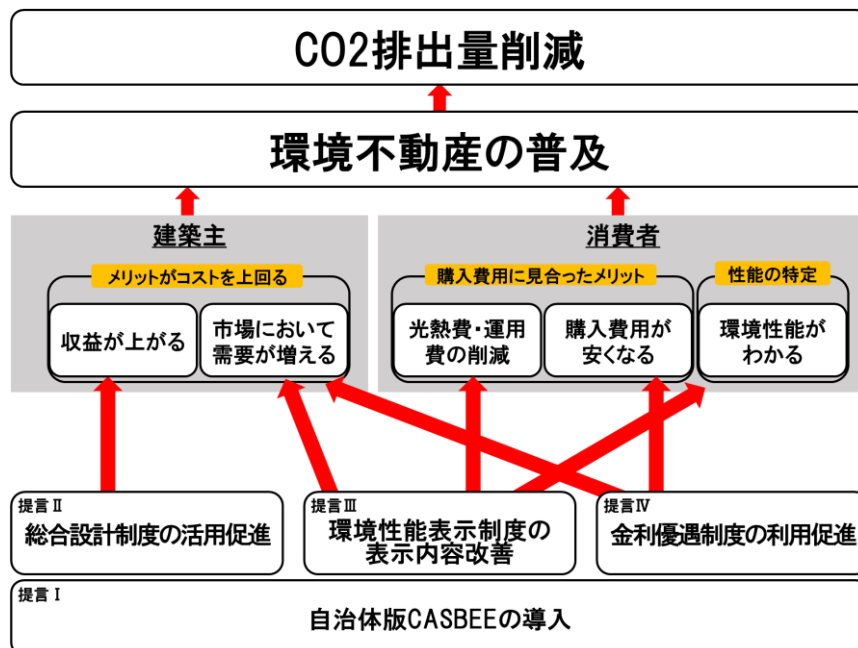 CO2排出量削減
環境不動産の普及
建築主
メリットがコストを上回る
収益が上がる
市場において
需要が増える
消費者
購入費用に見合ったメリット
光熱費・運用
費の削減
購入費用が
安くなる
性能の特定
環境性能が
わかる
提言Ⅱ
総合設計制度の活用促進
提言Ⅲ
環境性能表示制度の
表示内容改善
提言Ⅳ
金利優遇制度の利用促進
提言Ⅰ
自治体版CASBEEの導入